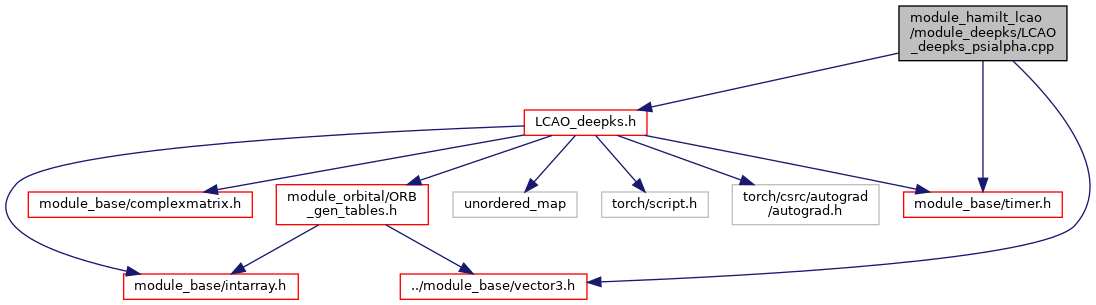 module_hamilt_lcao
/module_deepks/LCAO
_deepks_psialpha.cpp
LCAO_deepks.h
module_base/complexmatrix.h
module_orbital/ORB
_gen_tables.h
unordered_map
torch/script.h
torch/csrc/autograd
/autograd.h
module_base/timer.h
module_base/intarray.h
../module_base/vector3.h